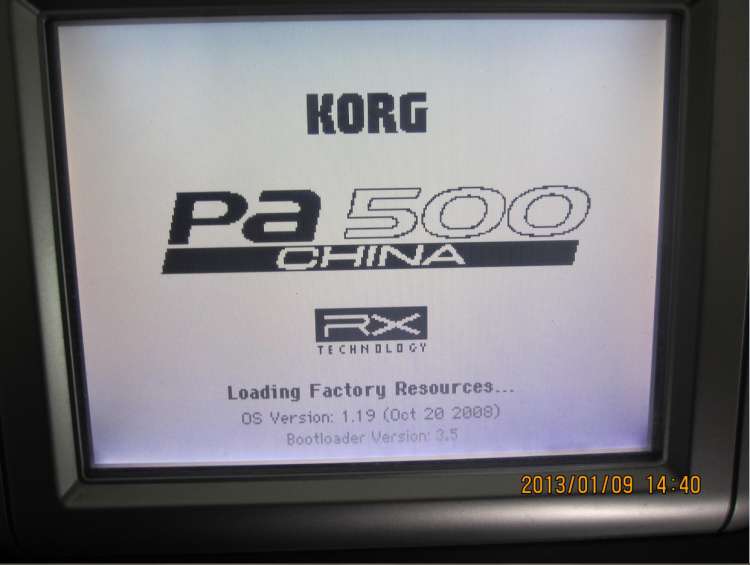 KORG
Pa 500
CHINA
RX
TECHNOLOGY
Loading Factory Resources...
OS Version: 1.19 (Oct 20 2008)
Bootloader Version: 3.5
2013/01/09 14:40